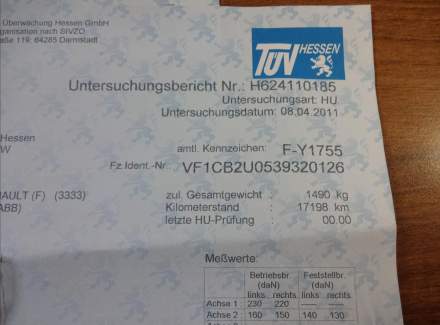 Überwachung Hessen GmbH
ganisation nach StVZO
aße 119, 64285 Darmstadt
TÜV HESSEN
Untersuchungsbericht Nr.: H624110185
Untersuchungsart: HU
Untersuchungsdatum: 08.04.2011
Hessen
W
amtl. Kennzeichen: F-Y1755
Fz.Ident.-Nr.: VF1CB2U0539320126
AULT (F) (3333)
ABB)
zul. Gesamtgewicht : 1490 kg
Kilometerstand : 17198 km
letzte HU-Prüfung : 00.00
Meßwerte:
Betriebsbr. Feststellbr.
(daN) (daN)
links rechts links rechts
Achse 1 230 220 ---- ----
Achse 2 160 150 140 130